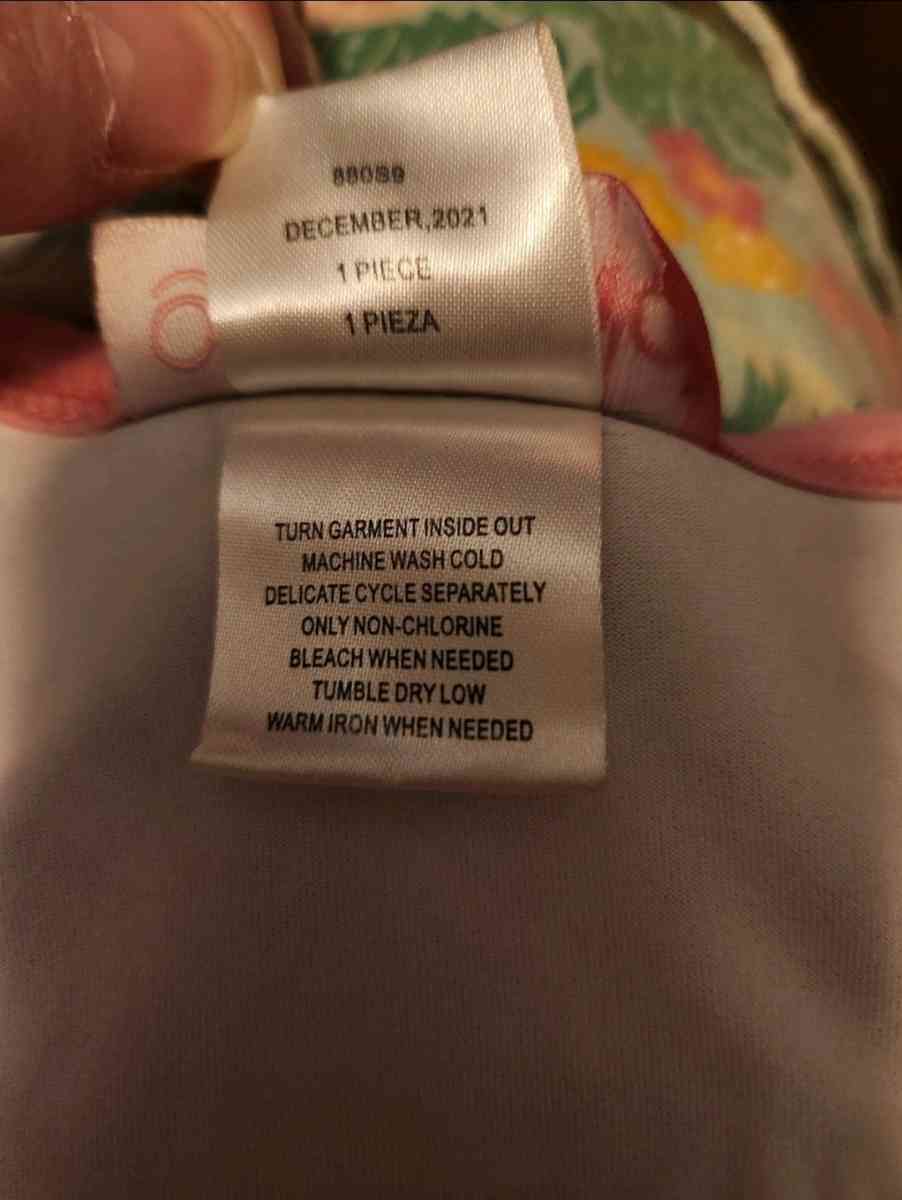 DECEMBER,2021
1 PIECE
1 PIEZA
TURN GARMENT INSIDE OUT
MACHINE WASH COLD
DELICATE CYCLE SEPARATELY
ONLY NON-CHLORINE
BLEACH WHEN NEEDED
TUMBLE DRY LOW
WARM IRON WHEN NEEDED